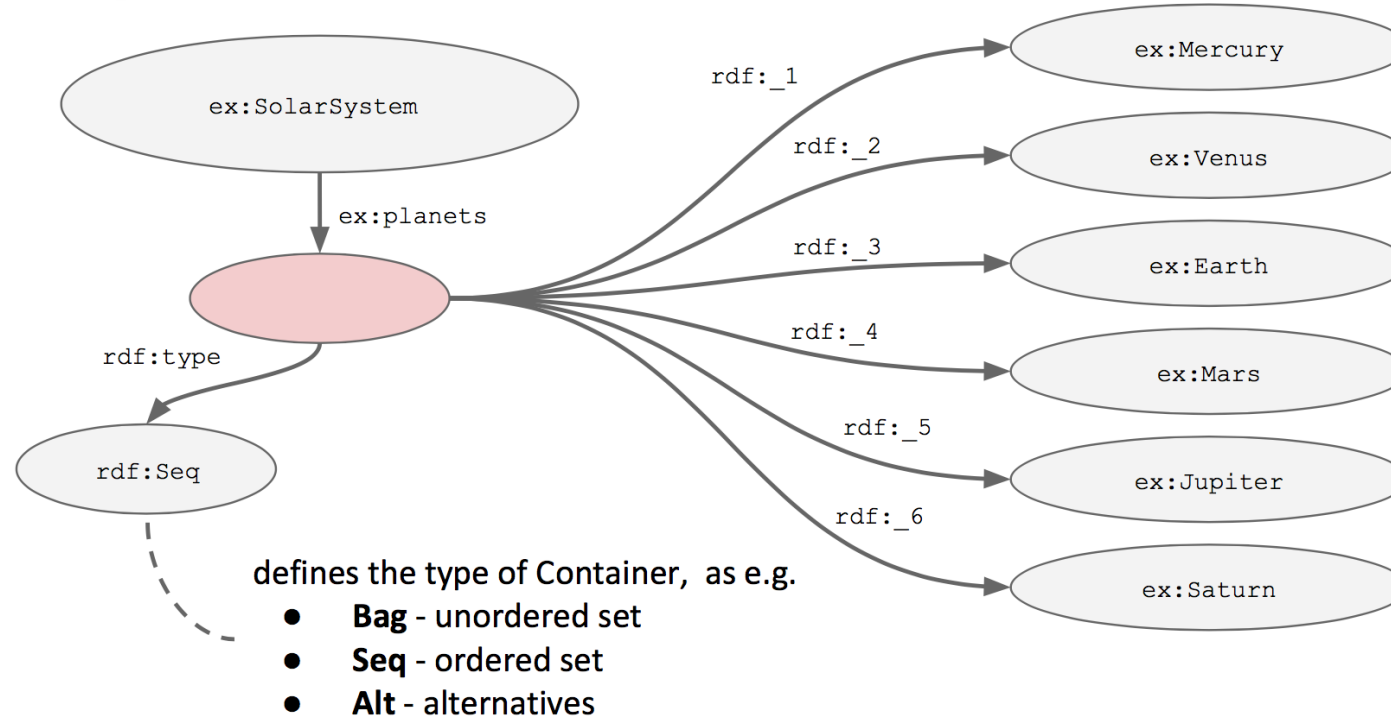 ex:SolarSystem
ex:planets
rdf:type
rdf:Seq
rdf:_1
ex:Mercury
rdf:_2
ex:Venus
rdf:_3
ex:Earth
rdf:_4
ex:Mars
rdf:_5
ex:Jupiter
rdf:_6
ex:Saturn
defines the type of Container,  as e.g.
● Bag - unordered set
● Seq - ordered set
● Alt - alternatives